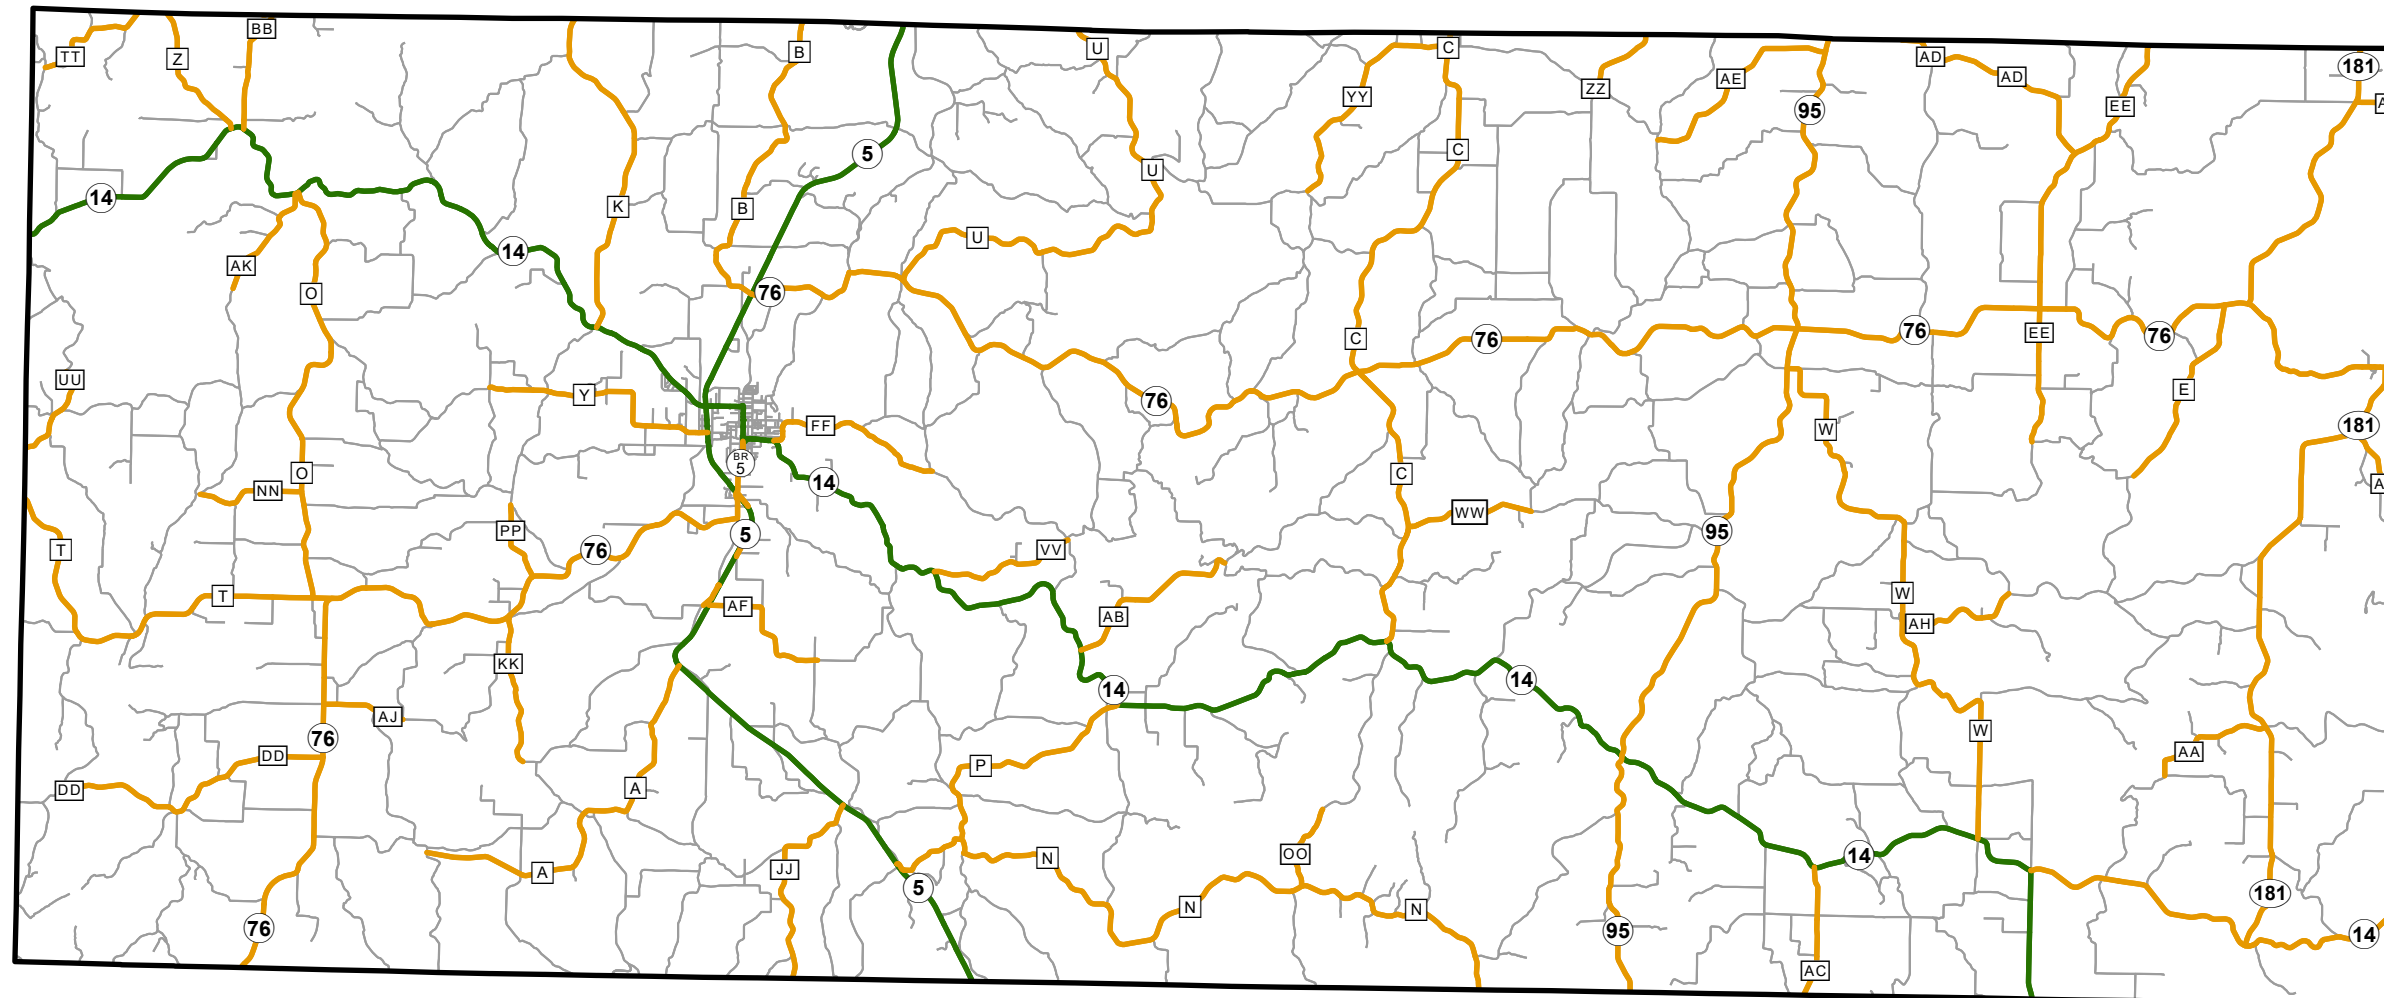 BB
TT
Z
B
U
C
AD
181
AD
AE
ZZ
YY
A
EE
95
C
5
U
14
K
B
U
14
AK
O
76
76
76
EE
76
C
UU
E
Y
76
FF
181
W
BR
5
O
C
14
A
NN
WW
PP
5
95
76
VV
T
W
T
AF
AB
AH
KK
14
14
AJ
W
76
AA
DD
P
A
DD
OO
14
N
JJ
A
5
181
N
N
76
95
14
AC